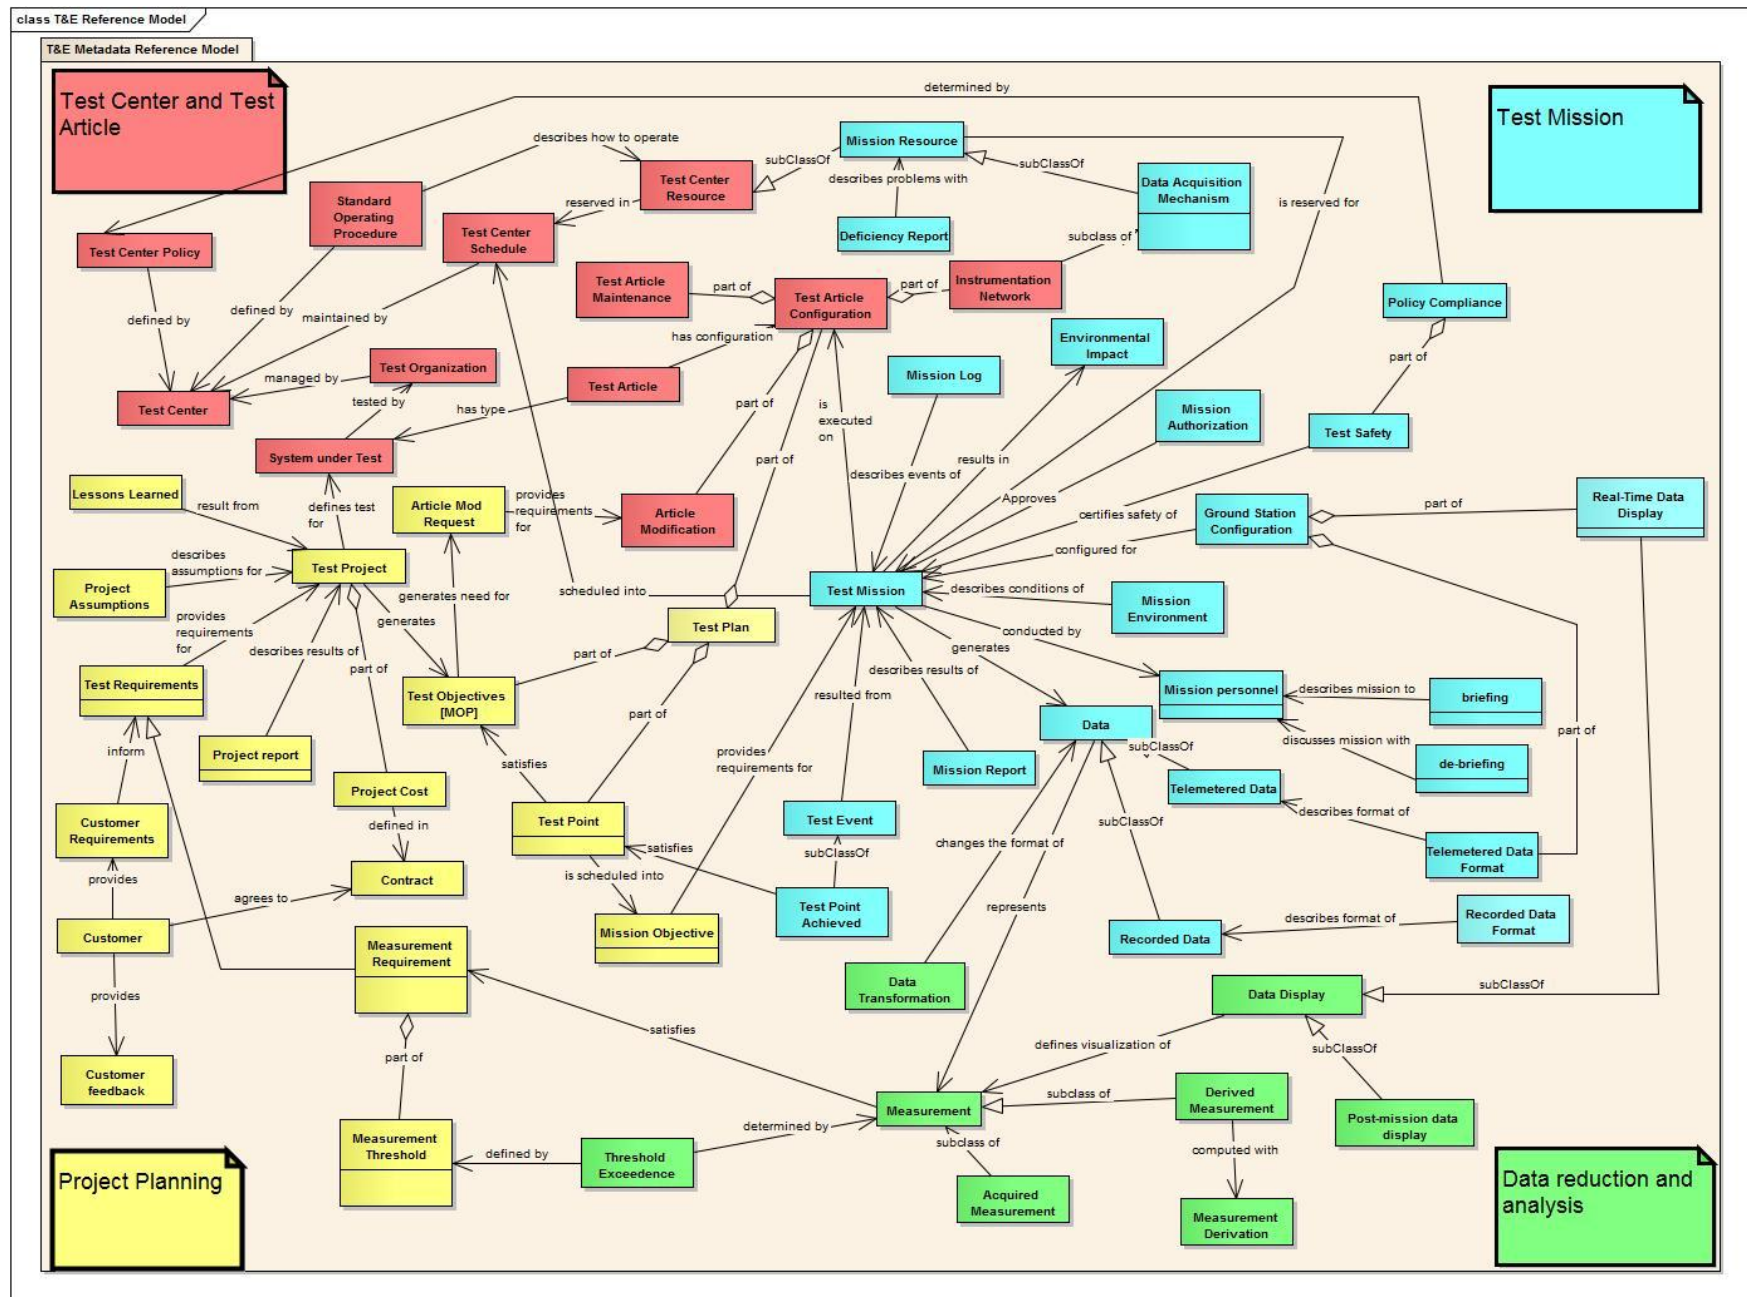 class T&E Reference Model
T&E Metadata Reference Model
Test Center and Test
Article
Test Mission
determined by
describes how to operate
Mission Resource
subClassOf
subClassOf
Test Center
Resource
describes problems with
Data Acquisition
Mechanism
Standard
Operating
Procedure
reserved in
is reserved for
Test Center
Schedule
Deficiency Report
subclass of
Test Center Policy
Test Article
Maintenance
part of
Test Article
Configuration
part of
Instrumentation
Network
Policy Compliance
defined by
defined by
maintained by
has configuration
Environmental
Impact
part of
Test Organization
managed by
Test Article
Mission Log
Test Center
tested by
has type
part of
is
executed
on
Mission
Authorization
Test Safety
System under Test
part of
describes events of
results in
Lessons Learned
result from
defines test
for
Article Mod
Request
provides
requirements
for
Article
Modification
Approves
certifies safety of
Ground Station
Configuration
part of
Real-Time Data
Display
configured for
describes
assumptions for
Test Project
Project
Assumptions
generates need for
scheduled into
Test Mission
describes conditions of
Mission
Environment
provides
requirements
for
generates
Test Plan
conducted by
generates
describes results of
part of
part of
describes results of
Test Requirements
Test Objectives
[MOP]
resulted from
Mission personnel
describes mission to
briefing
part of
part of
Data
subClassOf
discusses mission with
inform
Project report
satisfies
provides
requirements for
Mission Report
de-briefing
Project Cost
Telemetered Data
Customer
Requirements
defined in
Test Point
Test Event
subClassOf
describes format of
provides
satisfies
subClassOf
changes the format of
Telemetered Data
Format
Contract
is scheduled into
agrees to
Test Point
Achieved
represents
describes format of
Recorded Data
Format
Customer
Measurement
Requirement
Mission Objective
Recorded Data
provides
Data
Transformation
Data Display
subClassOf
satisfies
part of
defines visualization of
subClassOf
Customer
feedback
Measurement
subclass of
Derived
Measurement
Post-mission data
display
Measurement
Threshold
determined by
subclass of
defined by
Threshold
Exceedence
computed with
Project Planning
Acquired
Measurement
Measurement
Derivation
Data reduction and
analysis